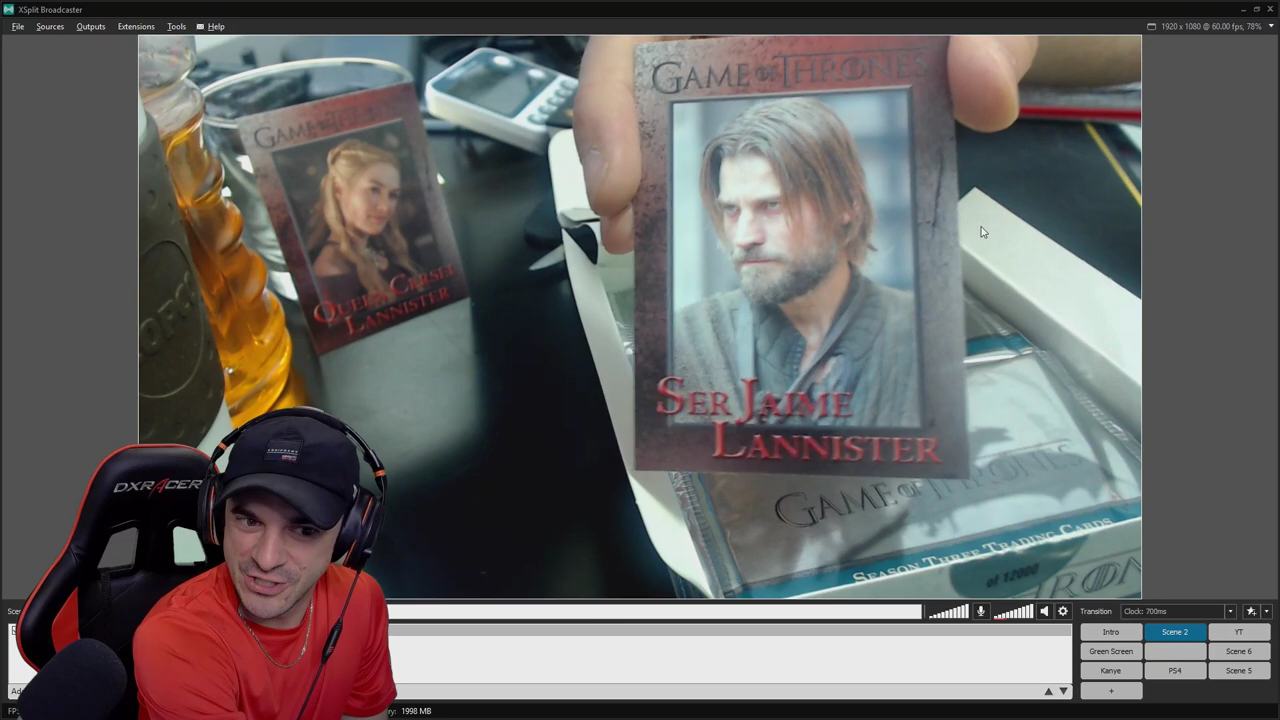 XSplit Broadcaster
File Sources Outputs Extensions Tools Help
1920 x 1080 @ 60.00 fps, 78%
GAME OF THRONES
QUEEN CERSEI
LANNISTER
GAME OF THRONES
SER JAIME
LANNISTER
GAME OF THRONES
SEASON THREE TRADING CARDS
of 12000
DXRACER
EQUIPMENT
Transition Clock: 700ms
Intro Scene 2 YT
Green Screen Scene 6
Kanye PS4 Scene 5
+
1998 MB